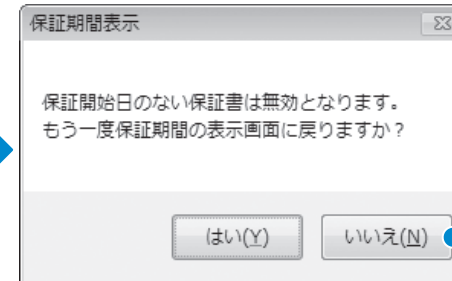 保証期間表示
保証開始日のない保証書は無効となります。
もう一度保証期間の表示画面に戻りますか？
はい(Y)
いいえ(N)